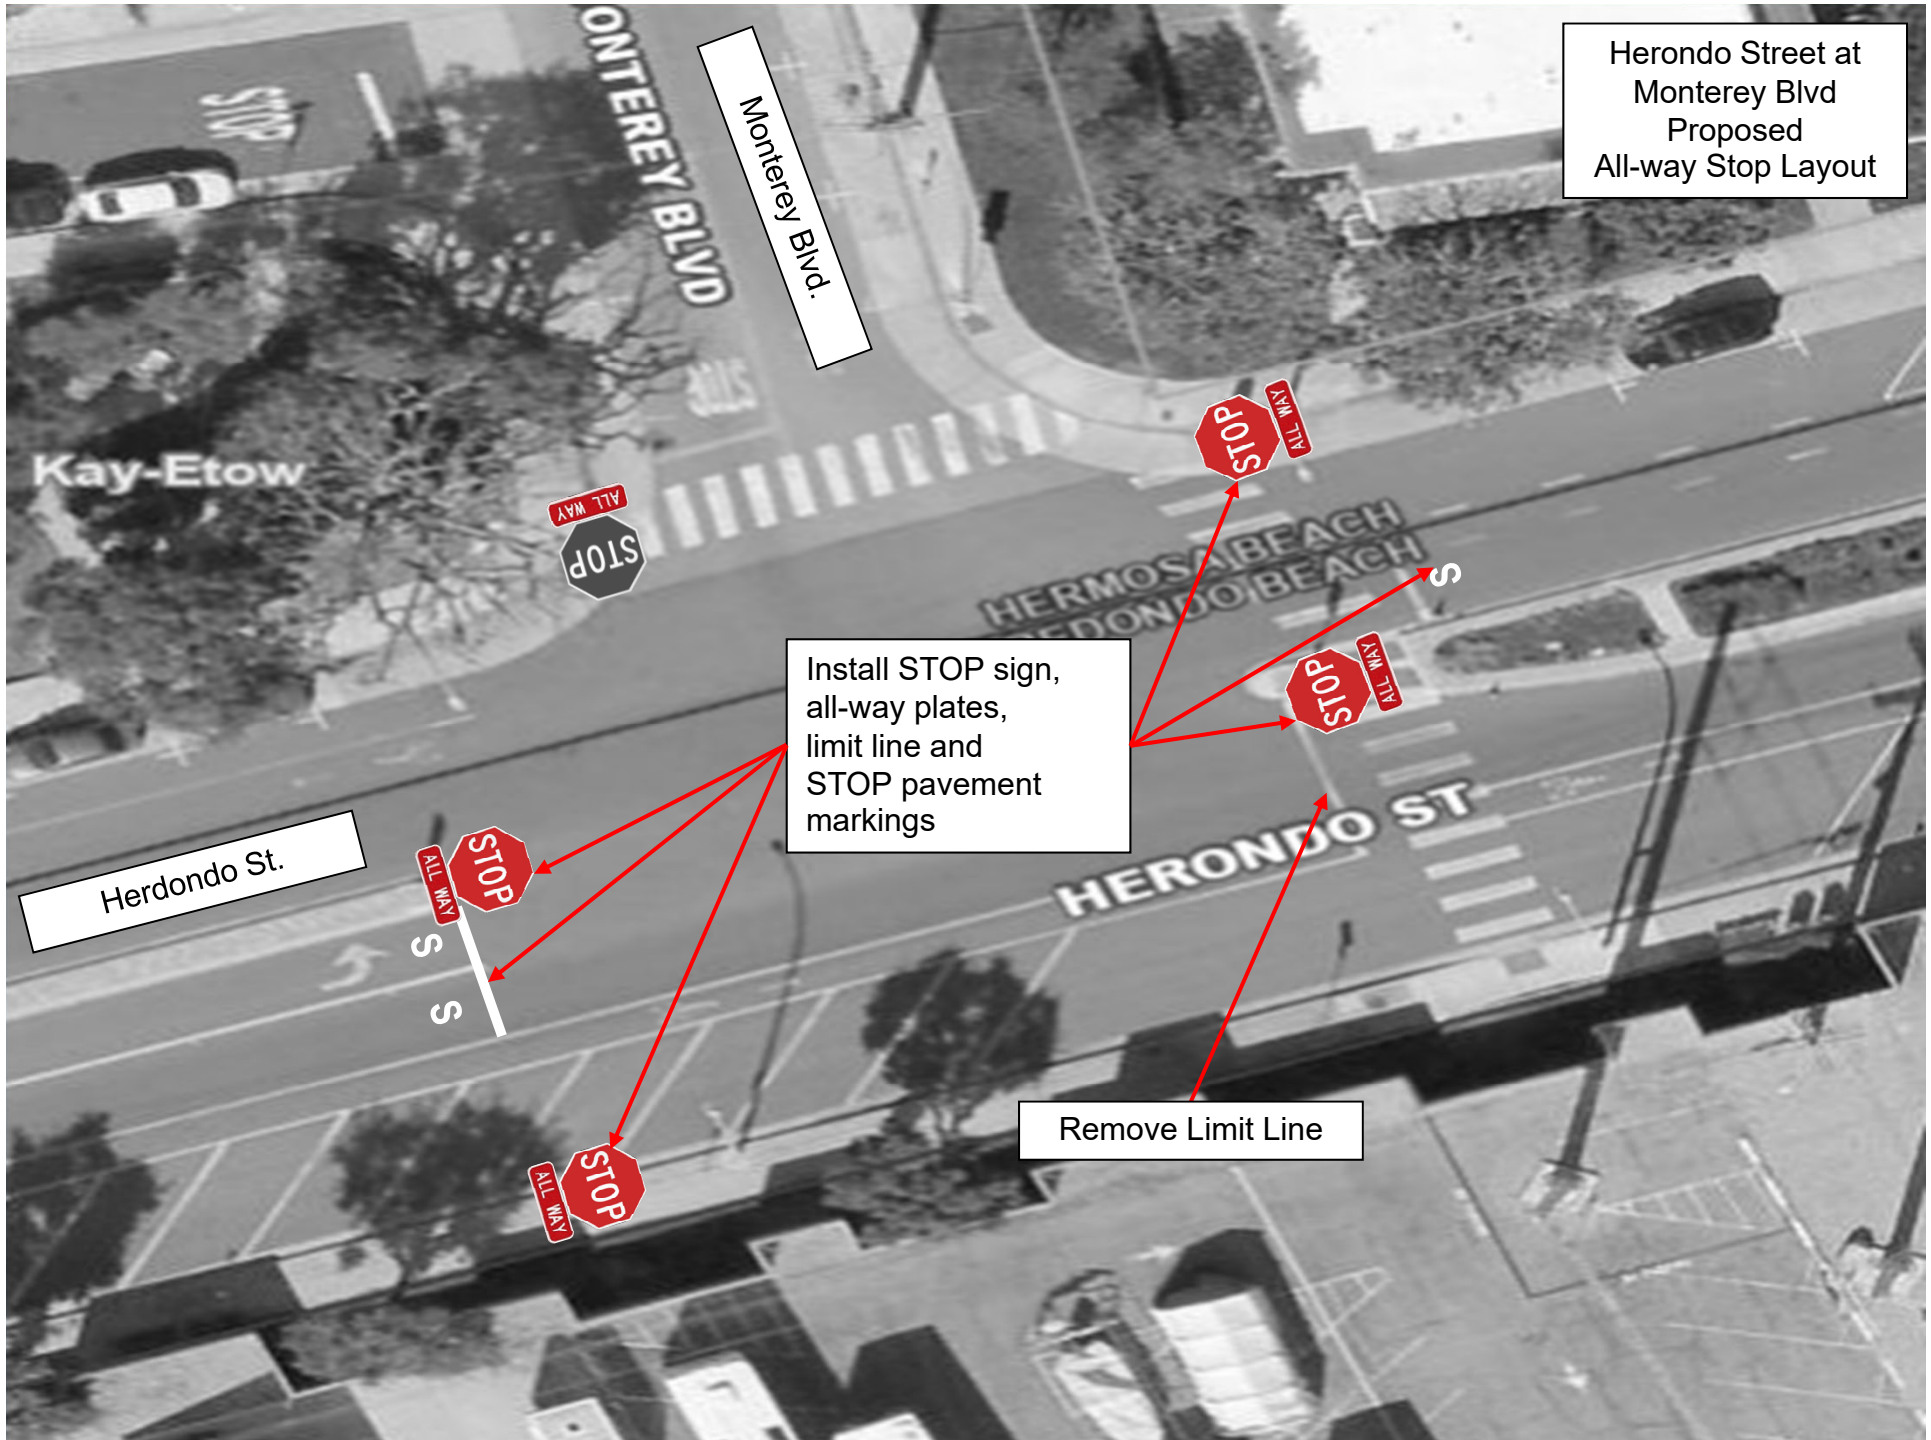 Herondo Street at
Monterey Blvd
Proposed
All-way Stop Layout
ONTEREY BLVD
Monterey Blvd.
STOP
STOP
Kay-Etow
ALL WAY
STOP
STOP
ALL WAY
HERMOSA BEACH
REDONDO BEACH
S
STOP
ALL WAY
Install STOP sign,
all-way plates,
limit line and
STOP pavement
markings
HERONDO ST
Herdondo St.
ALL WAY
STOP
S
S
Remove Limit Line
ALL WAY
STOP